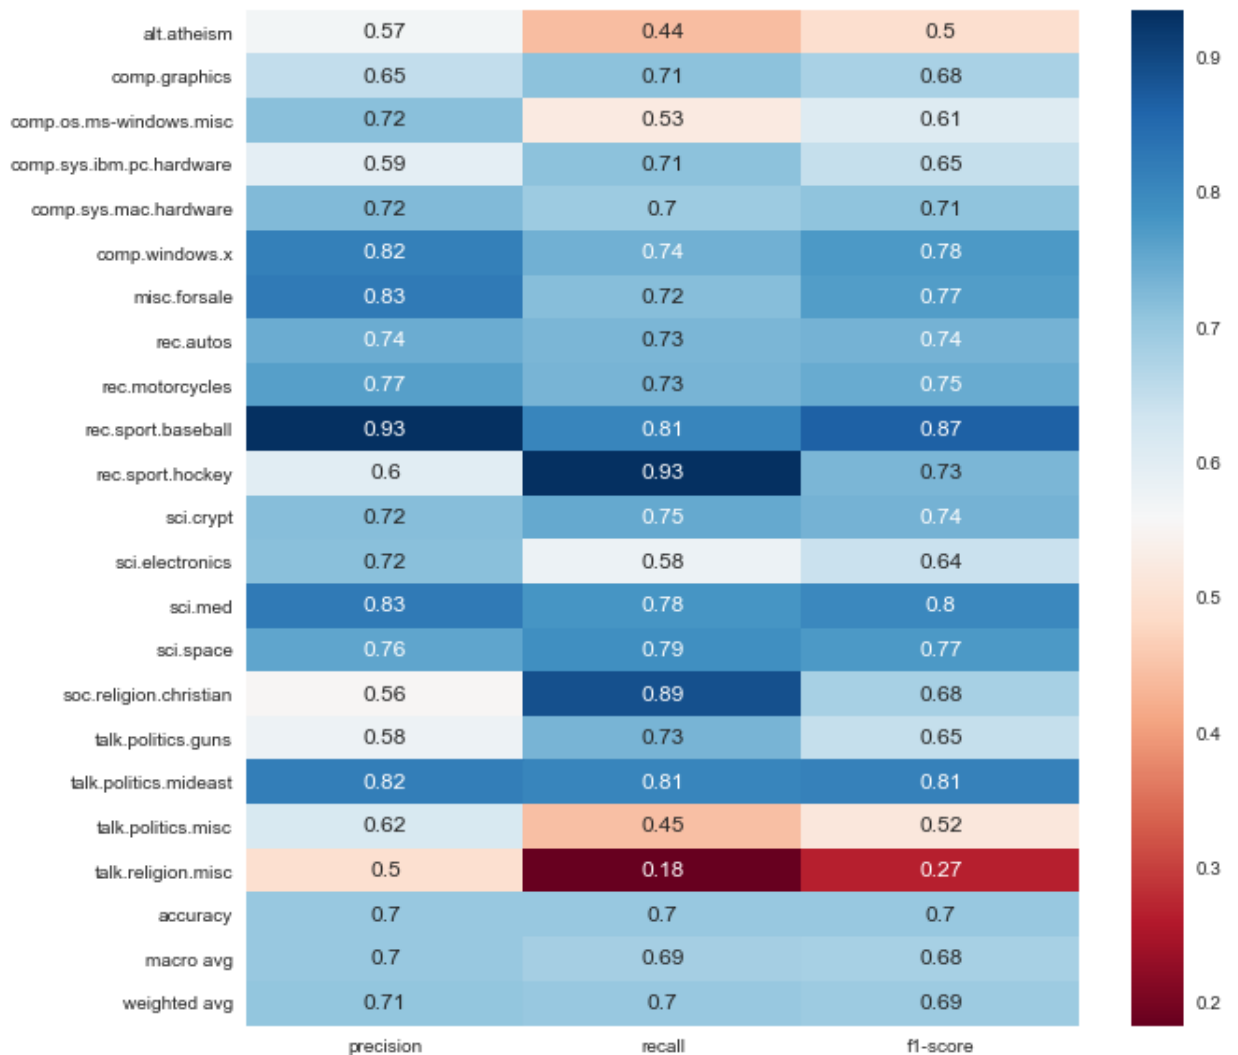 alt.atheism 0.57 0.44 0.5
comp.graphics 0.65 0.71 0.68
comp.os.ms-windows.misc 0.72 0.53 0.61
comp.sys.ibm.pc.hardware 0.59 0.71 0.65
comp.sys.mac.hardware 0.72 0.7 0.71
comp.windows.x 0.82 0.74 0.78
misc.forsale 0.83 0.72 0.77
rec.autos 0.74 0.73 0.74
rec.motorcycles 0.77 0.73 0.75
rec.sport.baseball 0.93 0.81 0.87
rec.sport.hockey 0.6 0.93 0.73
sci.crypt 0.72 0.75 0.74
sci.electronics 0.72 0.58 0.64
sci.med 0.83 0.78 0.8
sci.space 0.76 0.79 0.77
soc.religion.christian 0.56 0.89 0.68
talk.politics.guns 0.58 0.73 0.65
talk.politics.mideast 0.82 0.81 0.81
talk.politics.misc 0.62 0.45 0.52
talk.religion.misc 0.5 0.18 0.27
accuracy 0.7 0.7 0.7
macro avg 0.7 0.69 0.68
weighted avg 0.71 0.7 0.69
precision recall f1-score
0.9
0.8
0.7
0.6
0.5
0.4
0.3
0.2